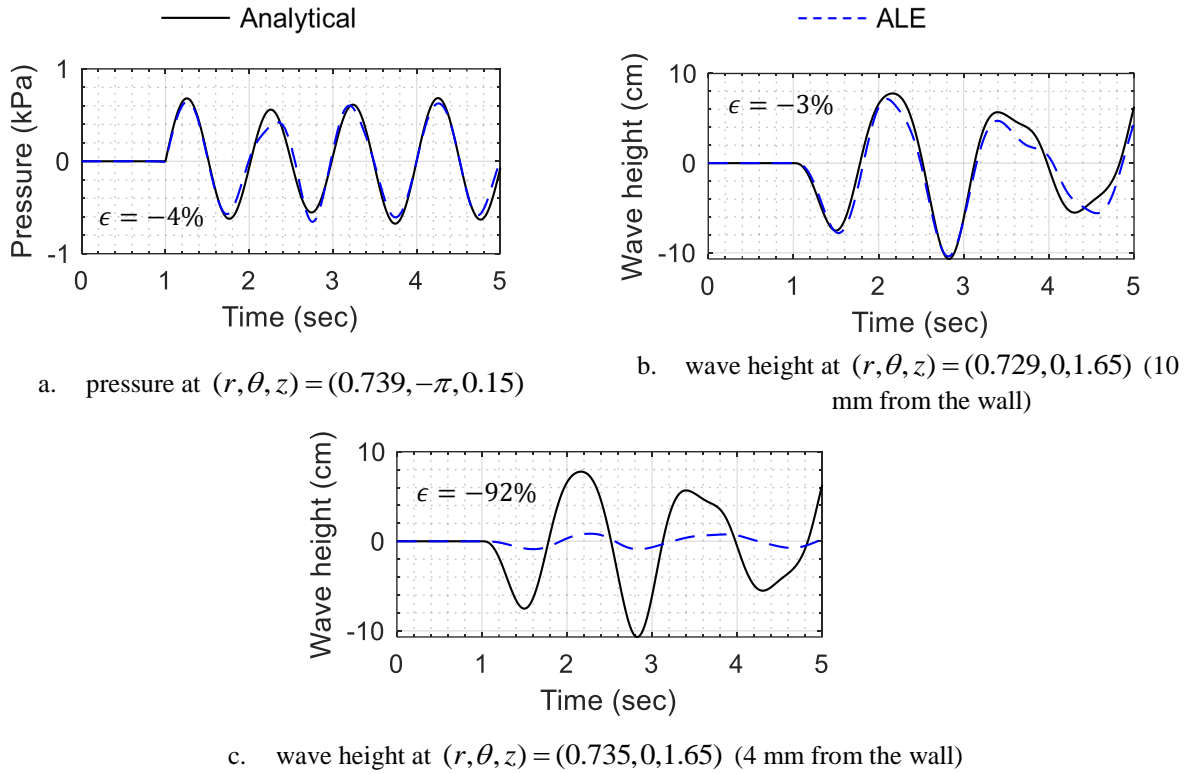 Analytical
ALE
Pressure (kPa)
1
0
-1
ϵ = −4%
0 1 2 3 4 5
Time (sec)
a. pressure at (r,θ,z) = (0.739,−π,0.15)
Wave height (cm)
10
0
-10
ϵ = −3%
0 1 2 3 4 5
Time (sec)
b. wave height at (r,θ,z) = (0.729,0,1.65) (10
mm from the wall)
Wave height (cm)
10
0
-10
ϵ = −92%
0 1 2 3 4 5
Time (sec)
c. wave height at (r,θ,z) = (0.735,0,1.65) (4 mm from the wall)